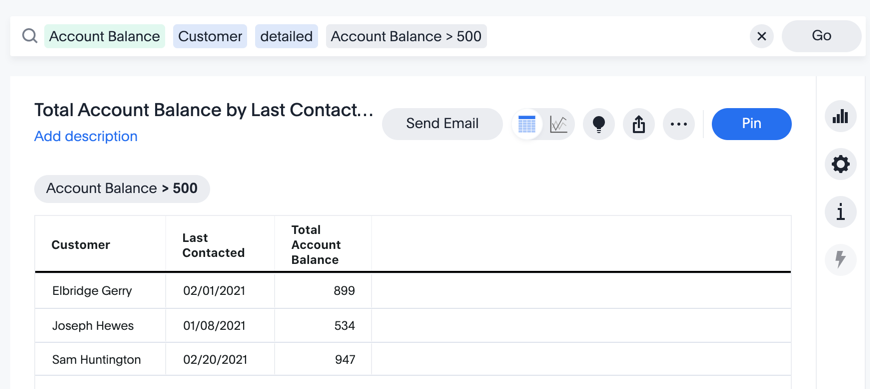 Account Balance Customer detailed Account Balance > 500 Go
Total Account Balance by Last Contact...
Send Email Pin
Add description
Account Balance > 500
Customer Last Contacted Total Account Balance
Elbridge Gerry 02/01/2021 899
Joseph Hewes 01/08/2021 534
Sam Huntington 02/20/2021 947